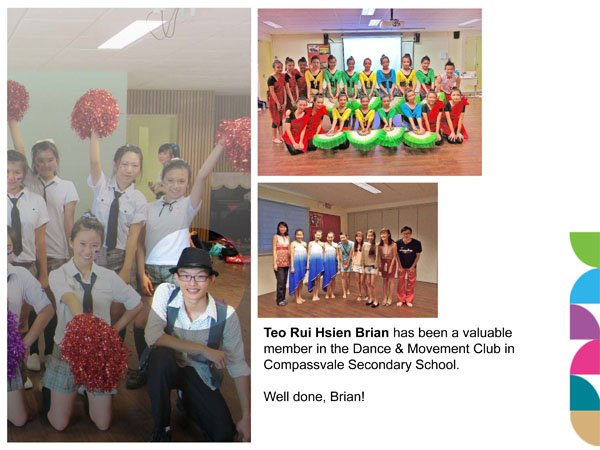 Teo Rui Hsien Brian has been a valuable
member in the Dance & Movement Club in
Compassvale Secondary School.
Well done, Brian!